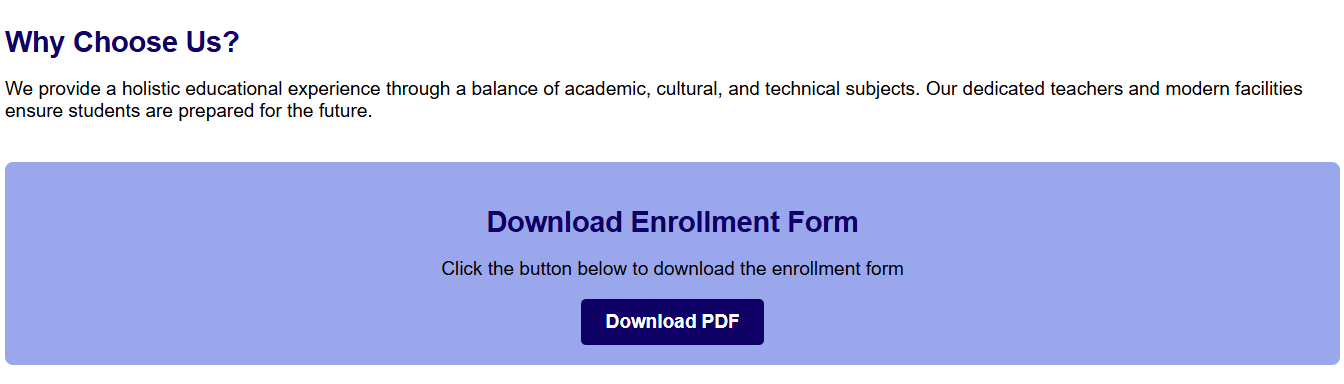 Why Choose Us?
We provide a holistic educational experience through a balance of academic, cultural, and technical subjects. Our dedicated teachers and modern facilities
ensure students are prepared for the future.
Download Enrollment Form
Click the button below to download the enrollment form
Download PDF